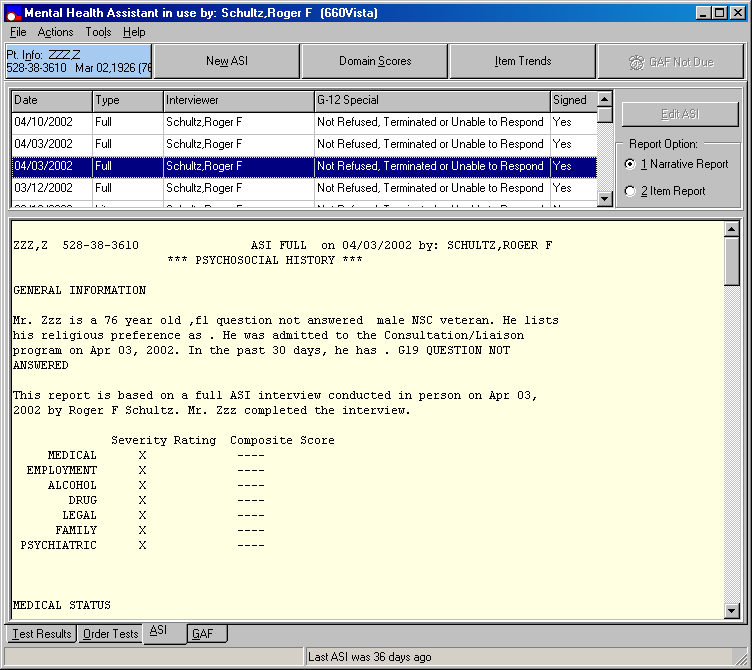 Mental Health Assistant in use by: Schultz,Roger F (660Vista)
File Actions Tools Help
Pt. Info: ZZZ,Z
528-38-3610 Mar 02,1926 (76
New ASI
Domain Scores
Item Trends
GAF Not Due
Date Type Interviewer G-12 Special Signed
04/10/2002 Full Schultz,Roger F Not Refused, Terminated or Unable to Respond Yes
04/03/2002 Full Schultz,Roger F Not Refused, Terminated or Unable to Respond Yes
04/03/2002 Full Schultz,Roger F Not Refused, Terminated or Unable to Respond Yes
03/12/2002 Full Schultz,Roger F Not Refused, Terminated or Unable to Respond Yes
Edit ASI
Report Option:
1 Narrative Report
2 Item Report
ZZZ,Z 528-38-3610 ASI FULL on 04/03/2002 by: SCHULTZ,ROGER F
*** PSYCHOSOCIAL HISTORY ***
GENERAL INFORMATION
Mr. Zzz is a 76 year old ,fl question not answered male NSC veteran. He lists
his religious preference as . He was admitted to the Consultation/Liaison
program on Apr 03, 2002. In the past 30 days, he has . G19 QUESTION NOT
ANSWERED
This report is based on a full ASI interview conducted in person on Apr 03,
2002 by Roger F Schultz. Mr. Zzz completed the interview.
Severity Rating Composite Score
MEDICAL X ----
EMPLOYMENT X ----
ALCOHOL X ----
DRUG X ----
LEGAL X ----
FAMILY X ----
PSYCHIATRIC X ----
MEDICAL STATUS
Test Results Order Tests ASI GAF
Last ASI was 36 days ago